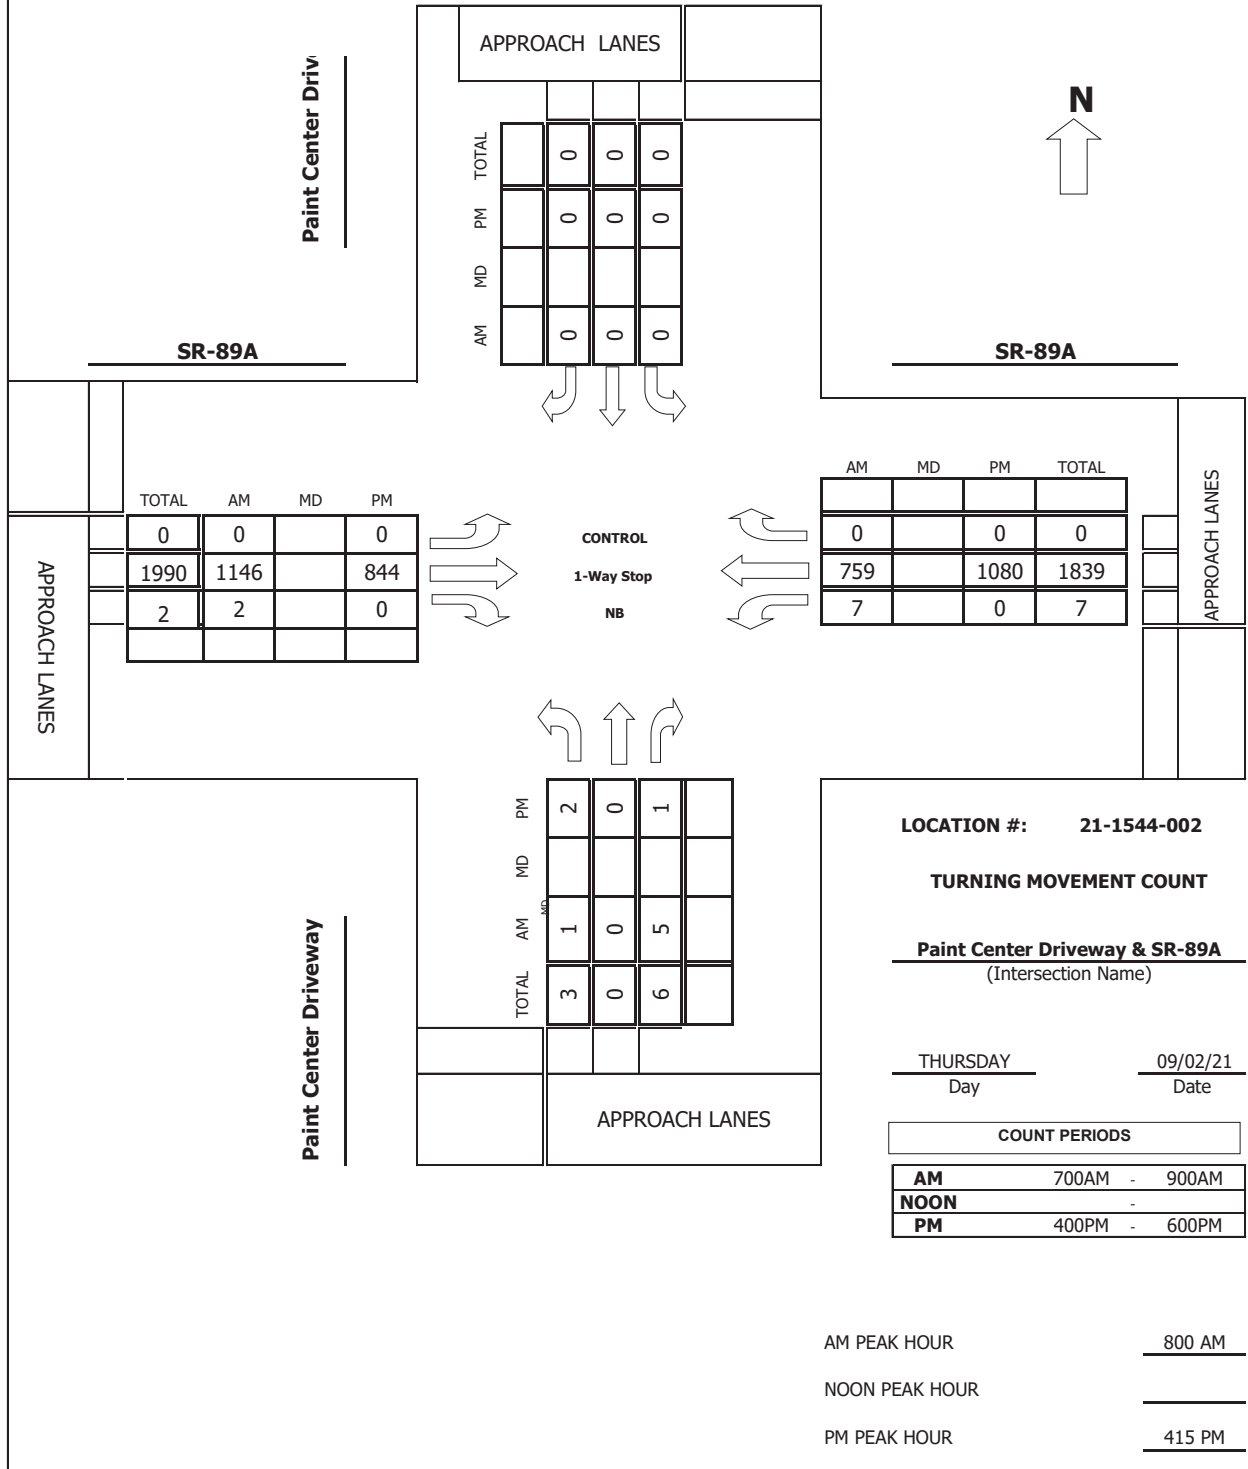 APPROACH LANES
Paint Center Driv
N
TOTAL 0 0 0
PM 0 0 0
MD
AM 0 0 0
SR-89A
SR-89A
AM MD PM TOTAL
0 0 0
759 1080 1839
7 0 7
APPROACH LANES
TOTAL AM MD PM
0 0 0
1990 1146 844
2 2 0
APPROACH LANES
CONTROL
1-Way Stop
NB
PM 2 0 1
MD
AM 1 0 5
MD
TOTAL 3 0 6
APPROACH LANES
Paint Center Driveway
LOCATION #: 21-1544-002
TURNING MOVEMENT COUNT
Paint Center Driveway & SR-89A
(Intersection Name)
THURSDAY 09/02/21
Day Date
COUNT PERIODS
AM 700AM - 900AM
NOON -
PM 400PM - 600PM
AM PEAK HOUR 800 AM
NOON PEAK HOUR
PM PEAK HOUR 415 PM